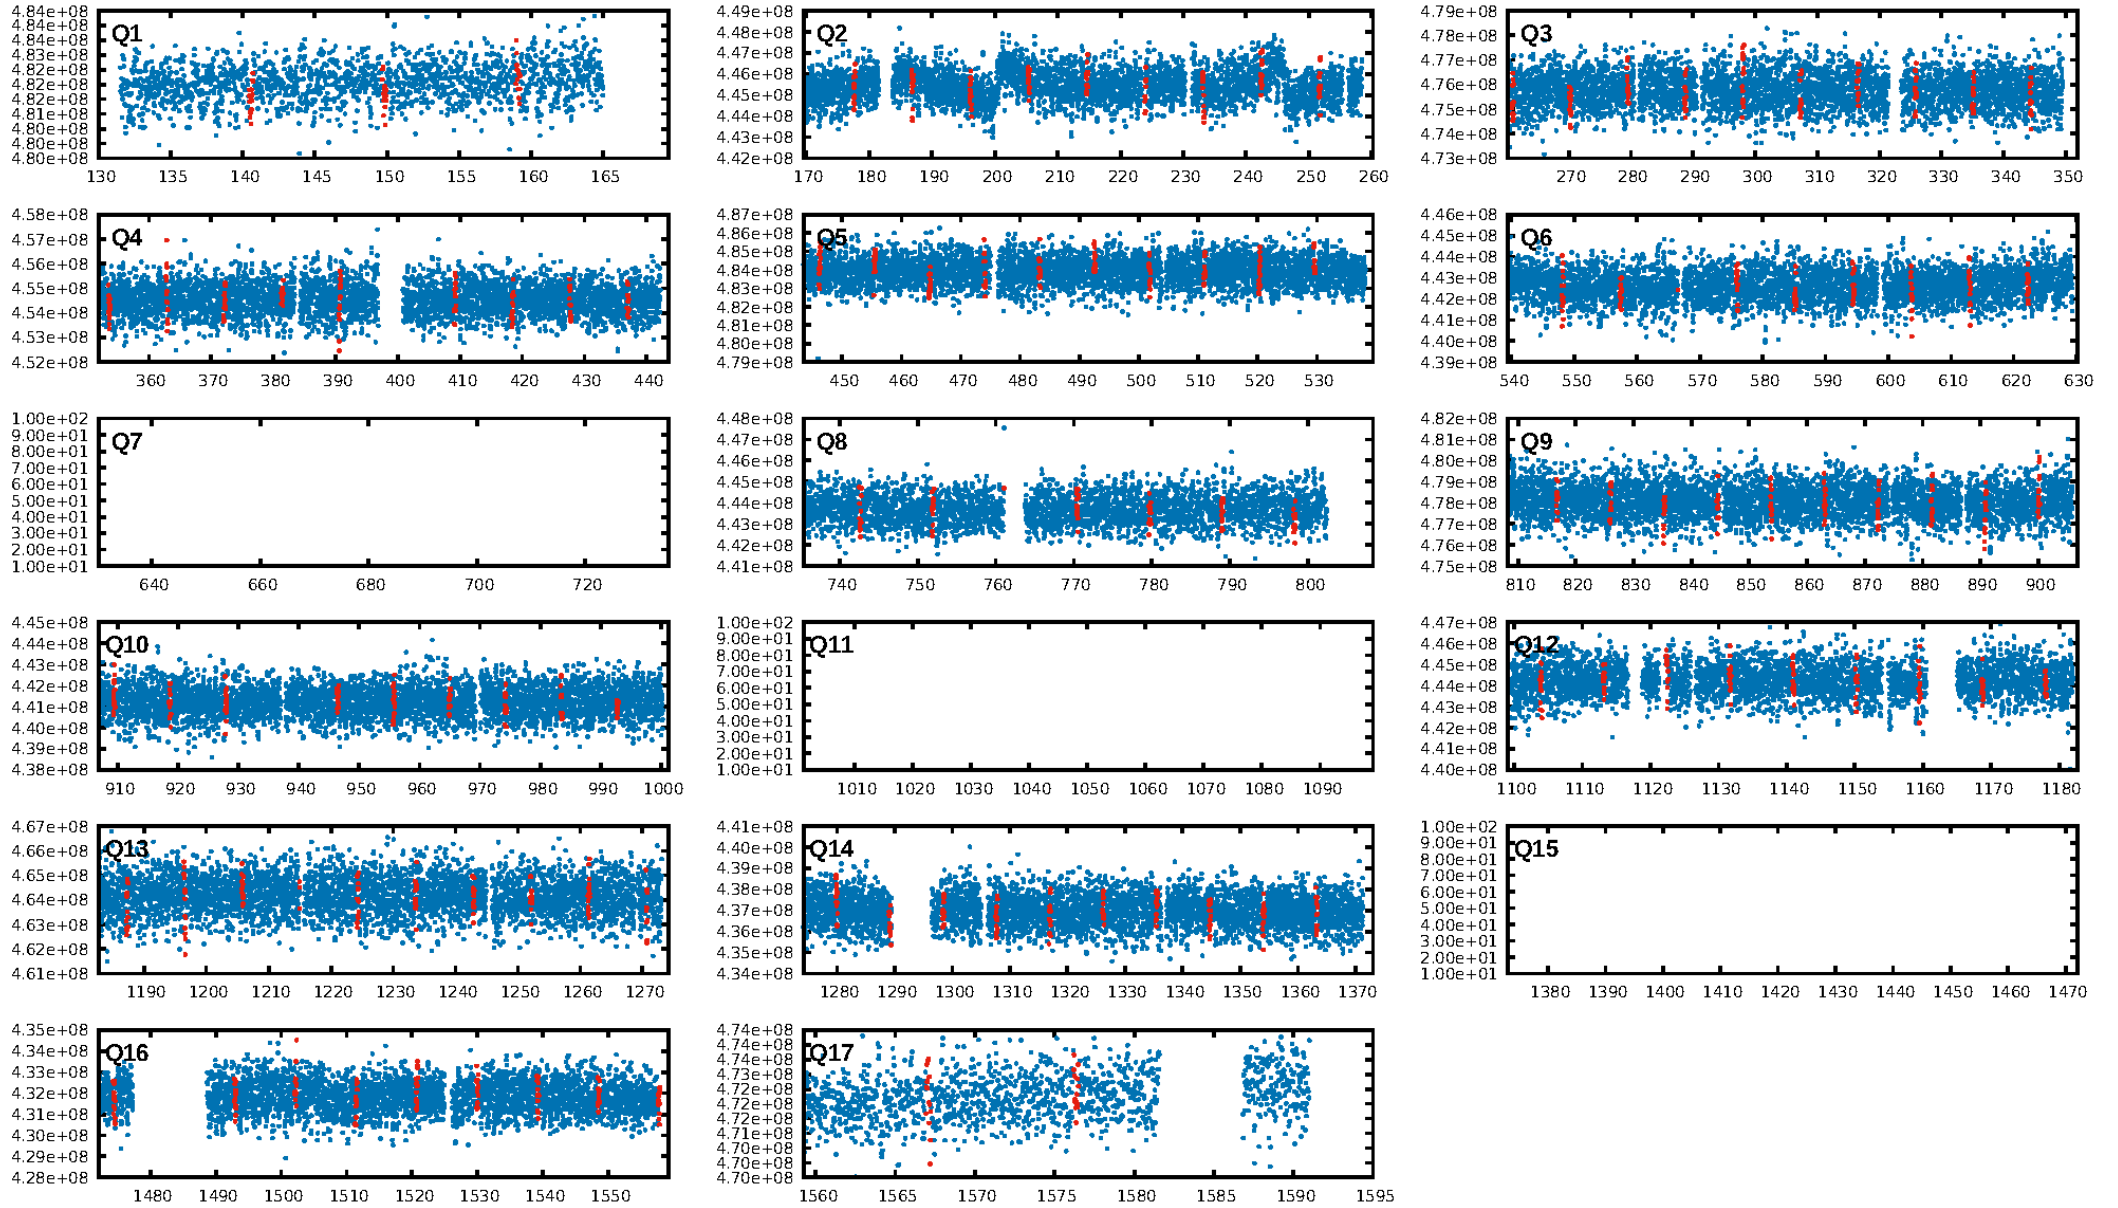 Q1
4.84e+08
4.84e+08
4.83e+08
4.83e+08
4.82e+08
4.82e+08
4.82e+08
4.81e+08
4.80e+08
4.80e+08
4.80e+08
130 135 140 145 150 155 160 165
Q2
4.49e+08
4.48e+08
4.47e+08
4.46e+08
4.45e+08
4.44e+08
4.43e+08
4.42e+08
170 180 190 200 210 220 230 240 250 260
Q3
4.79e+08
4.78e+08
4.77e+08
4.76e+08
4.75e+08
4.74e+08
4.73e+08
270 280 290 300 310 320 330 340 350
Q4
4.58e+08
4.57e+08
4.56e+08
4.55e+08
4.54e+08
4.53e+08
4.52e+08
360 370 380 390 400 410 420 430 440
Q5
4.87e+08
4.86e+08
4.85e+08
4.84e+08
4.83e+08
4.82e+08
4.81e+08
4.80e+08
4.79e+08
450 460 470 480 490 500 510 520 530
Q6
4.46e+08
4.45e+08
4.44e+08
4.43e+08
4.42e+08
4.41e+08
4.40e+08
4.39e+08
540 550 560 570 580 590 600 610 620 630
Q7
1.00e+02
9.00e+01
8.00e+01
7.00e+01
6.00e+01
5.00e+01
4.00e+01
3.00e+01
2.00e+01
1.00e+01
640 660 680 700 720
Q8
4.48e+08
4.47e+08
4.46e+08
4.45e+08
4.44e+08
4.43e+08
4.42e+08
4.41e+08
740 750 760 770 780 790 800
Q9
4.82e+08
4.81e+08
4.80e+08
4.79e+08
4.78e+08
4.77e+08
4.76e+08
4.75e+08
810 820 830 840 850 860 870 880 890 900
Q10
4.45e+08
4.44e+08
4.43e+08
4.42e+08
4.41e+08
4.40e+08
4.39e+08
4.38e+08
910 920 930 940 950 960 970 980 990 1000
Q11
1.00e+02
9.00e+01
8.00e+01
7.00e+01
6.00e+01
5.00e+01
4.00e+01
3.00e+01
2.00e+01
1.00e+01
1010 1020 1030 1040 1050 1060 1070 1080 1090
Q12
4.47e+08
4.46e+08
4.45e+08
4.44e+08
4.43e+08
4.42e+08
4.41e+08
4.40e+08
1100 1110 1120 1130 1140 1150 1160 1170 1180
Q13
4.67e+08
4.66e+08
4.65e+08
4.64e+08
4.63e+08
4.62e+08
4.61e+08
1190 1200 1210 1220 1230 1240 1250 1260 1270
Q14
4.41e+08
4.40e+08
4.39e+08
4.38e+08
4.37e+08
4.36e+08
4.35e+08
4.34e+08
1280 1290 1300 1310 1320 1330 1340 1350 1360 1370
Q15
1.00e+02
9.00e+01
8.00e+01
7.00e+01
6.00e+01
5.00e+01
4.00e+01
3.00e+01
2.00e+01
1.00e+01
1380 1390 1400 1410 1420 1430 1440 1450 1460 1470
Q16
4.35e+08
4.34e+08
4.33e+08
4.32e+08
4.31e+08
4.30e+08
4.29e+08
4.28e+08
1480 1490 1500 1510 1520 1530 1540 1550
Q17
4.74e+08
4.74e+08
4.73e+08
4.73e+08
4.72e+08
4.72e+08
4.72e+08
4.71e+08
4.70e+08
4.70e+08
4.70e+08
1560 1565 1570 1575 1580 1585 1590 1595